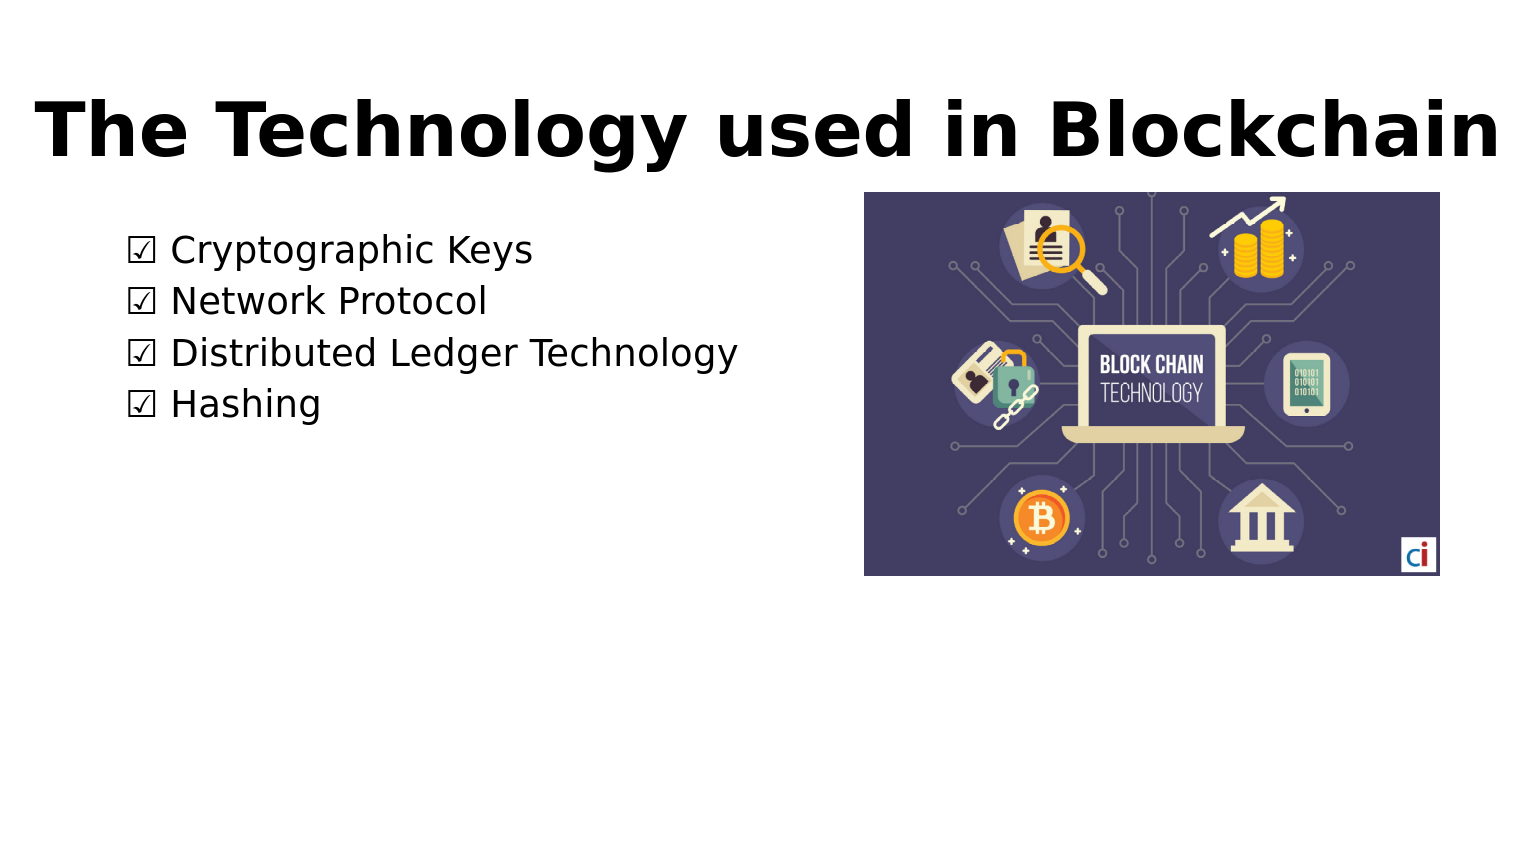 The Technology used in Blockchain
☑ Cryptographic Keys
☑ Network Protocol
☑ Distributed Ledger Technology
☑ Hashing
BLOCK CHAIN
TECHNOLOGY
010101
010101
010101
ci